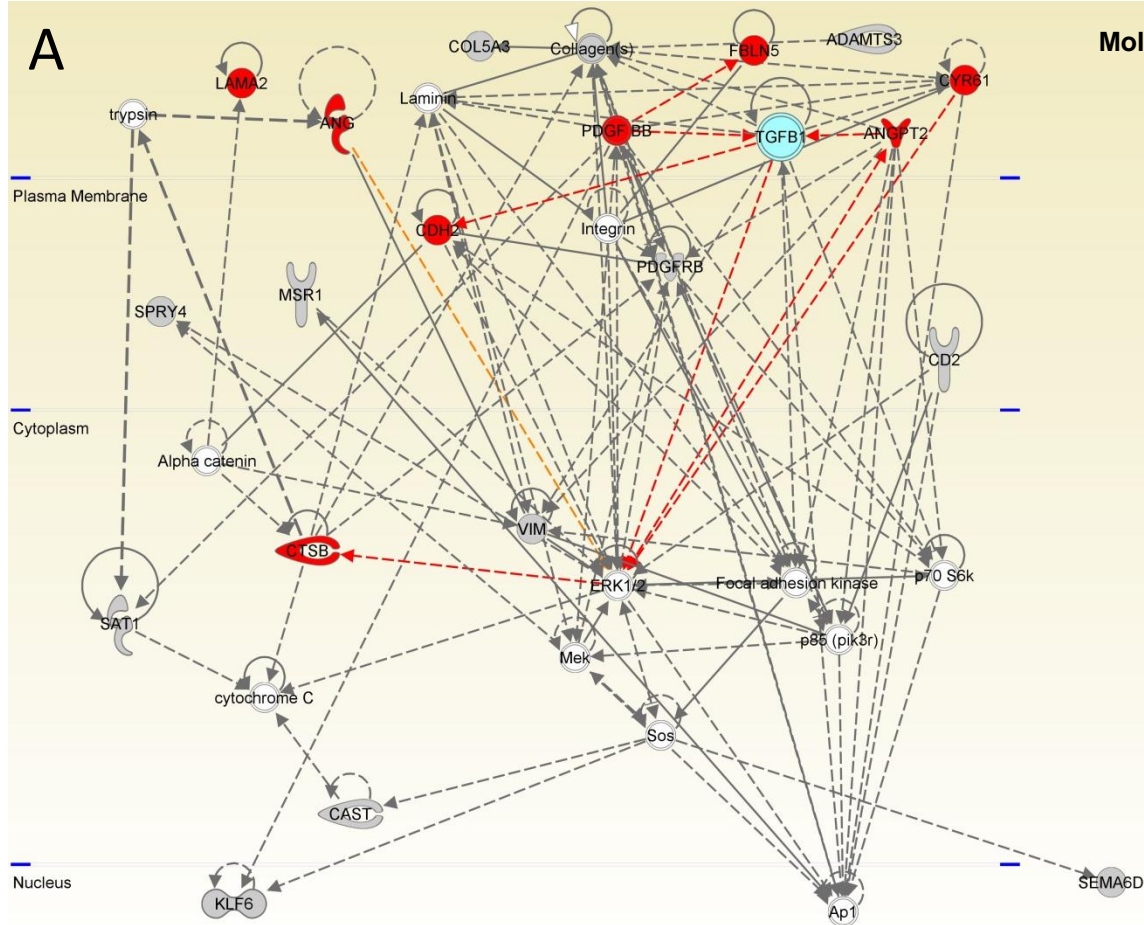 A
Mol
COL5A3
Collagen(s)
FBLN5
ADAMTS3
LAMA2
CYR61
Laminin
trypsin
ANG
PDGF BB
TGFB1
ANGPT2
Plasma Membrane
CDH2
Integrin
PDGFRB
MSR1
SPRY4
CD2
Cytoplasm
Alpha catenin
VIM
CTSB
ERK1/2
Focal adhesion kinase
p70 S6k
SAT1
p85 (pik3r)
Mek
cytochrome C
Sos
CAST
Nucleus
SEMA6D
KLF6
Ap1